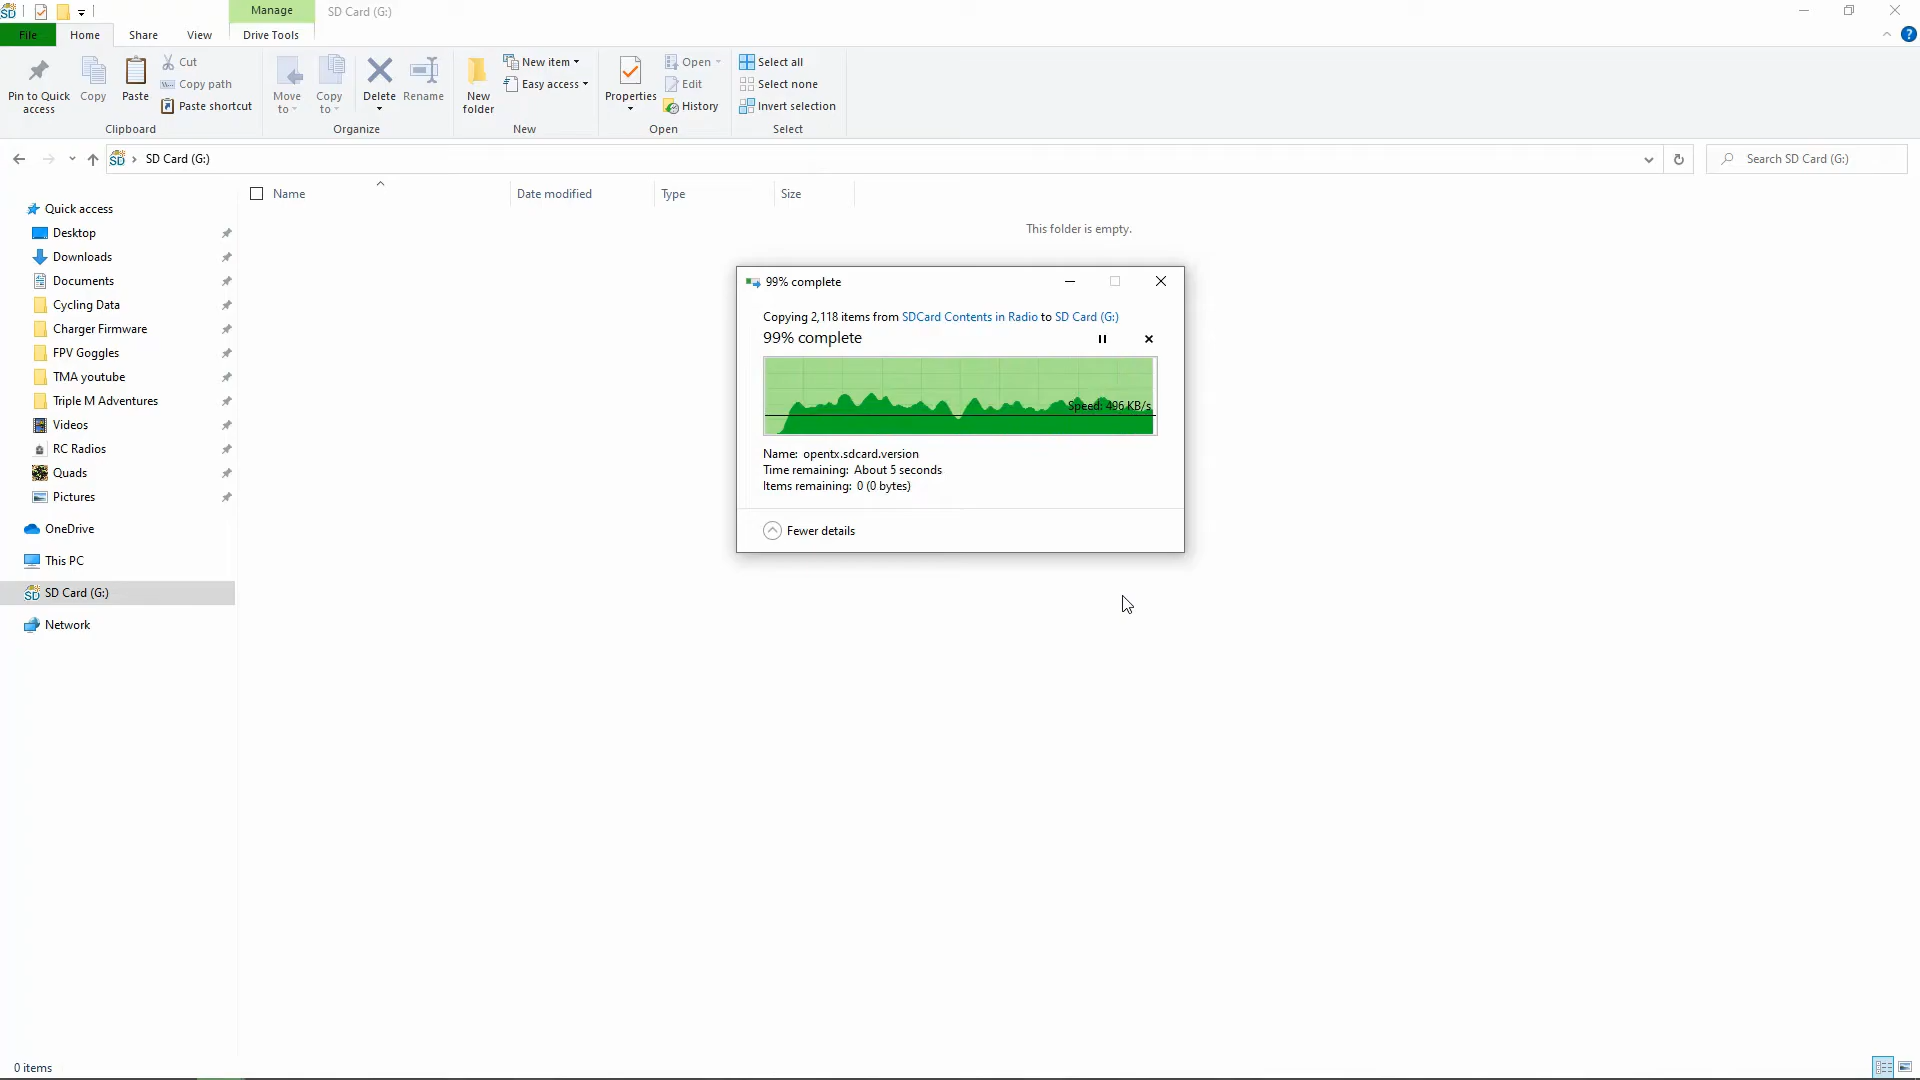 Manage
SD Card (G:)
File
Home
Share
View
Drive Tools
?
Pin to Quick
access
Copy
Paste
Cut
Copy path
Paste shortcut
Clipboard
Move
to
Copy
to
Delete
Rename
Organize
New
folder
New item
Easy access
New
Properties
Open
Edit
History
Open
Select all
Select none
Invert selection
Select
SD
SD Card (G:)
Search SD Card (G:)
Name
Date modified
Type
Size
This folder is empty.
Quick access
Desktop
Downloads
Documents
Cycling Data
Charger Firmware
FPV Goggles
TMA youtube
Triple M Adventures
Videos
RC Radios
Quads
Pictures
OneDrive
This PC
SD
SD Card (G:)
Network
99% complete
Copying 2,118 items from SDCard Contents in Radio to SD Card (G:)
99% complete
Speed: 496 KB/s
Name: opentx.sdcard.version
Time remaining: About 5 seconds
Items remaining: 0 (0 bytes)
Fewer details
0 items